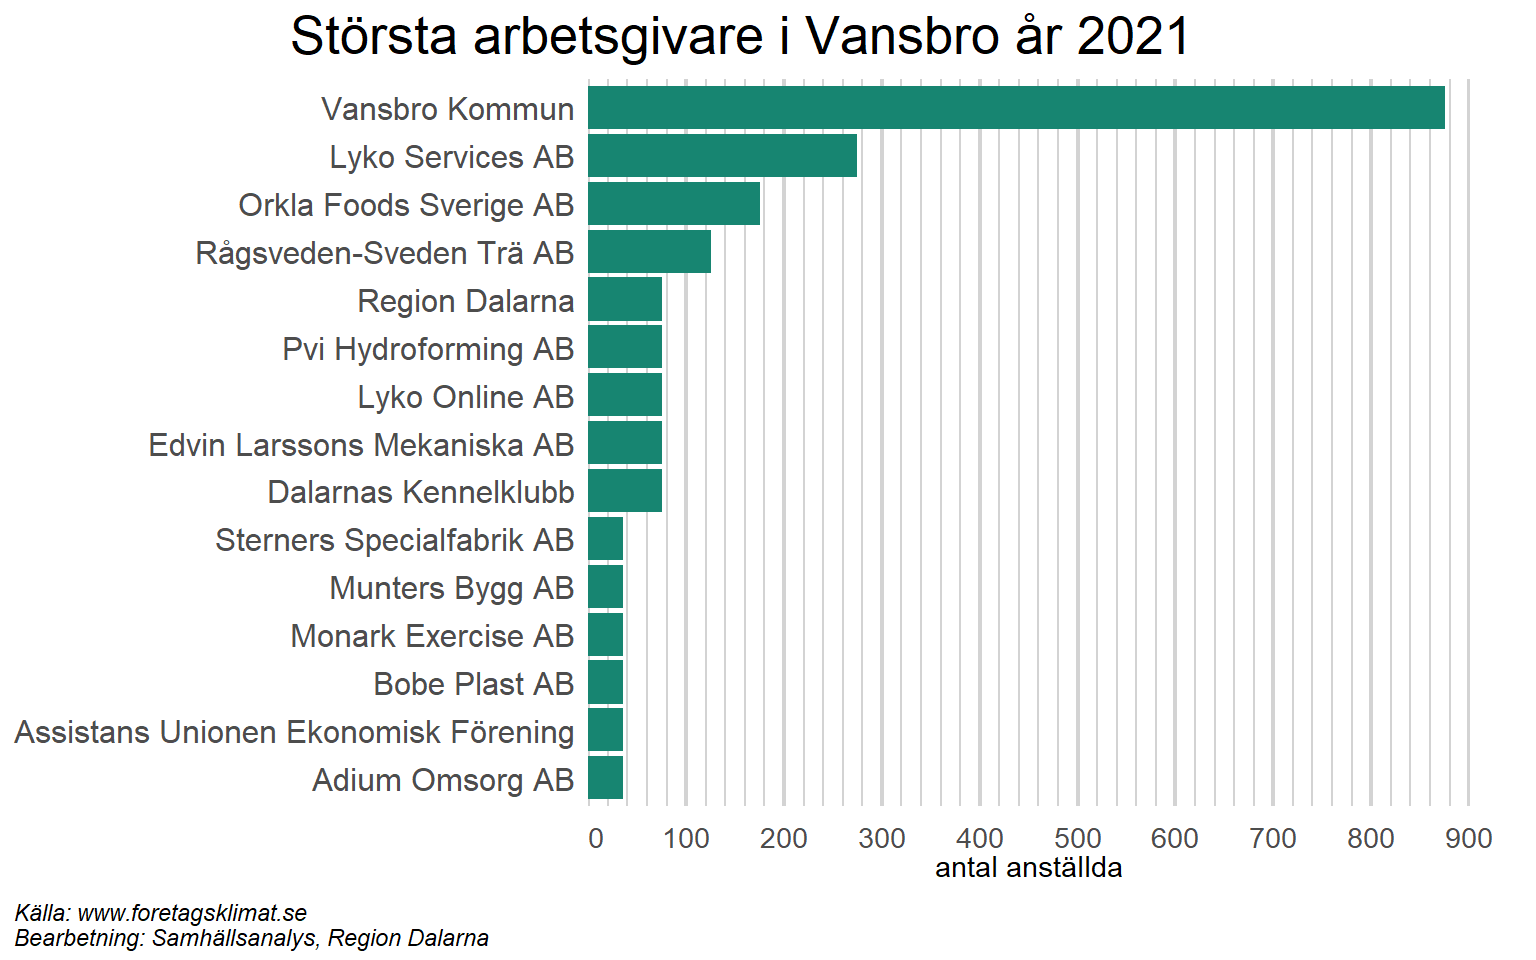 Största arbetsgivare i Vansbro år 2021
Vansbro Kommun
Lyko Services AB
Orkla Foods Sverige AB
Rågsveden-Sveden Trä AB
Region Dalarna
Pvi Hydroforming AB
Lyko Online AB
Edvin Larssons Mekaniska AB
Dalarnas Kennelklubb
Sterners Specialfabrik AB
Munters Bygg AB
Monark Exercise AB
Bobe Plast AB
Assistans Unionen Ekonomisk Förening
Adium Omsorg AB
0 100 200 300 400 500 600 700 800 900
antal anställda
Källa: www.foretagsklimat.se
Bearbetning: Samhällsanalys, Region Dalarna